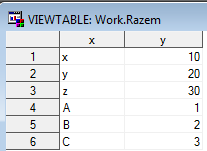 VIEWTABLE: Work.Razem
x y
1 x 10
2 y 20
3 z 30
4 A 1
5 B 2
6 C 3